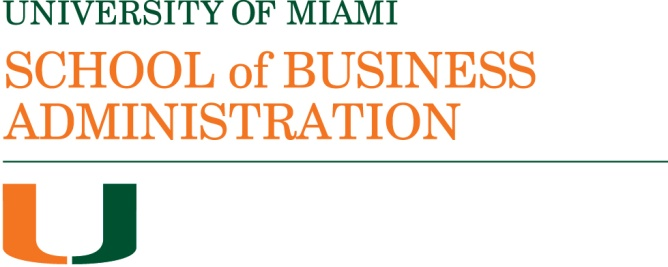 UNIVERSITY OF MIAMI
SCHOOL of BUSINESS
ADMINISTRATION
U